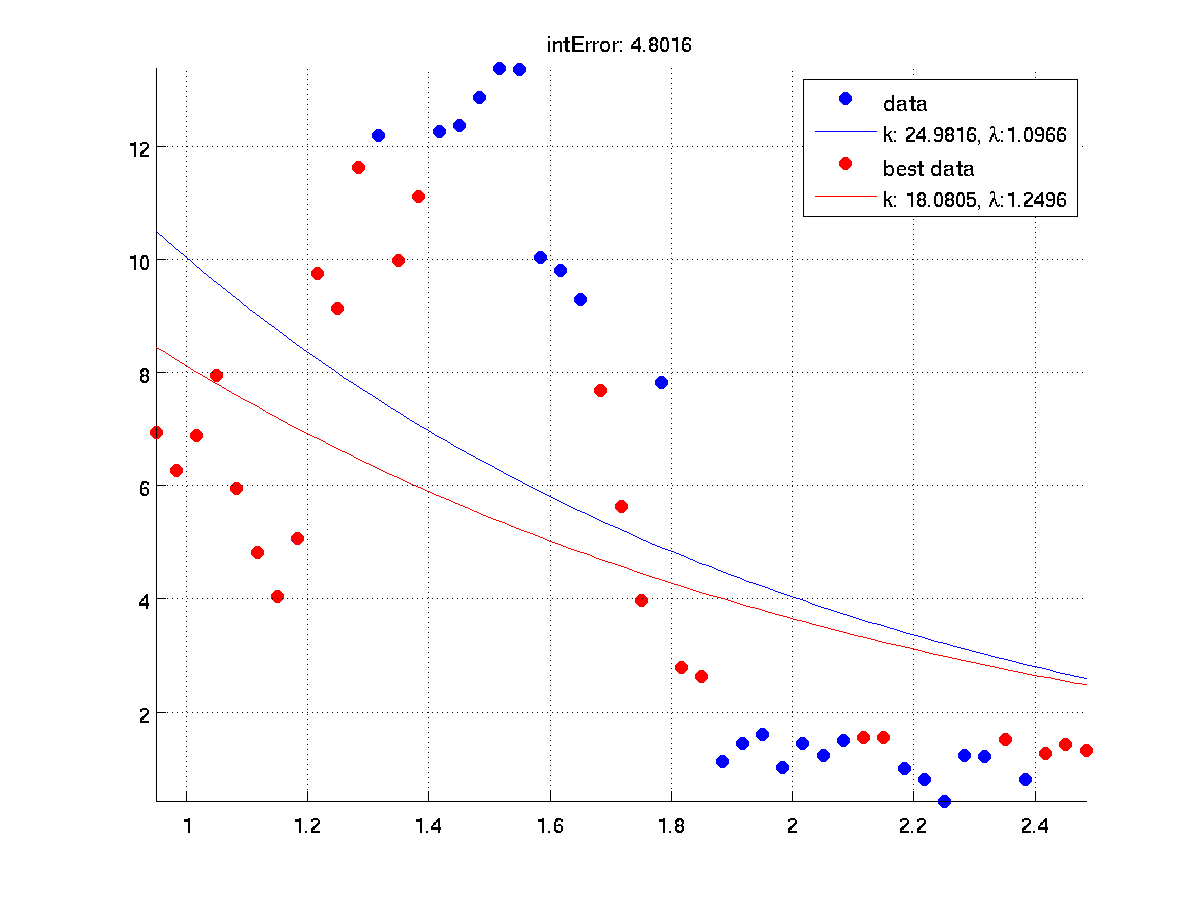 intError: 4.8016
data
k: 24.9816, λ:1.0966
best data
k: 18.0805, λ:1.2496
12
10
8
6
4
2
1 1.2 1.4 1.6 1.8 2 2.2 2.4